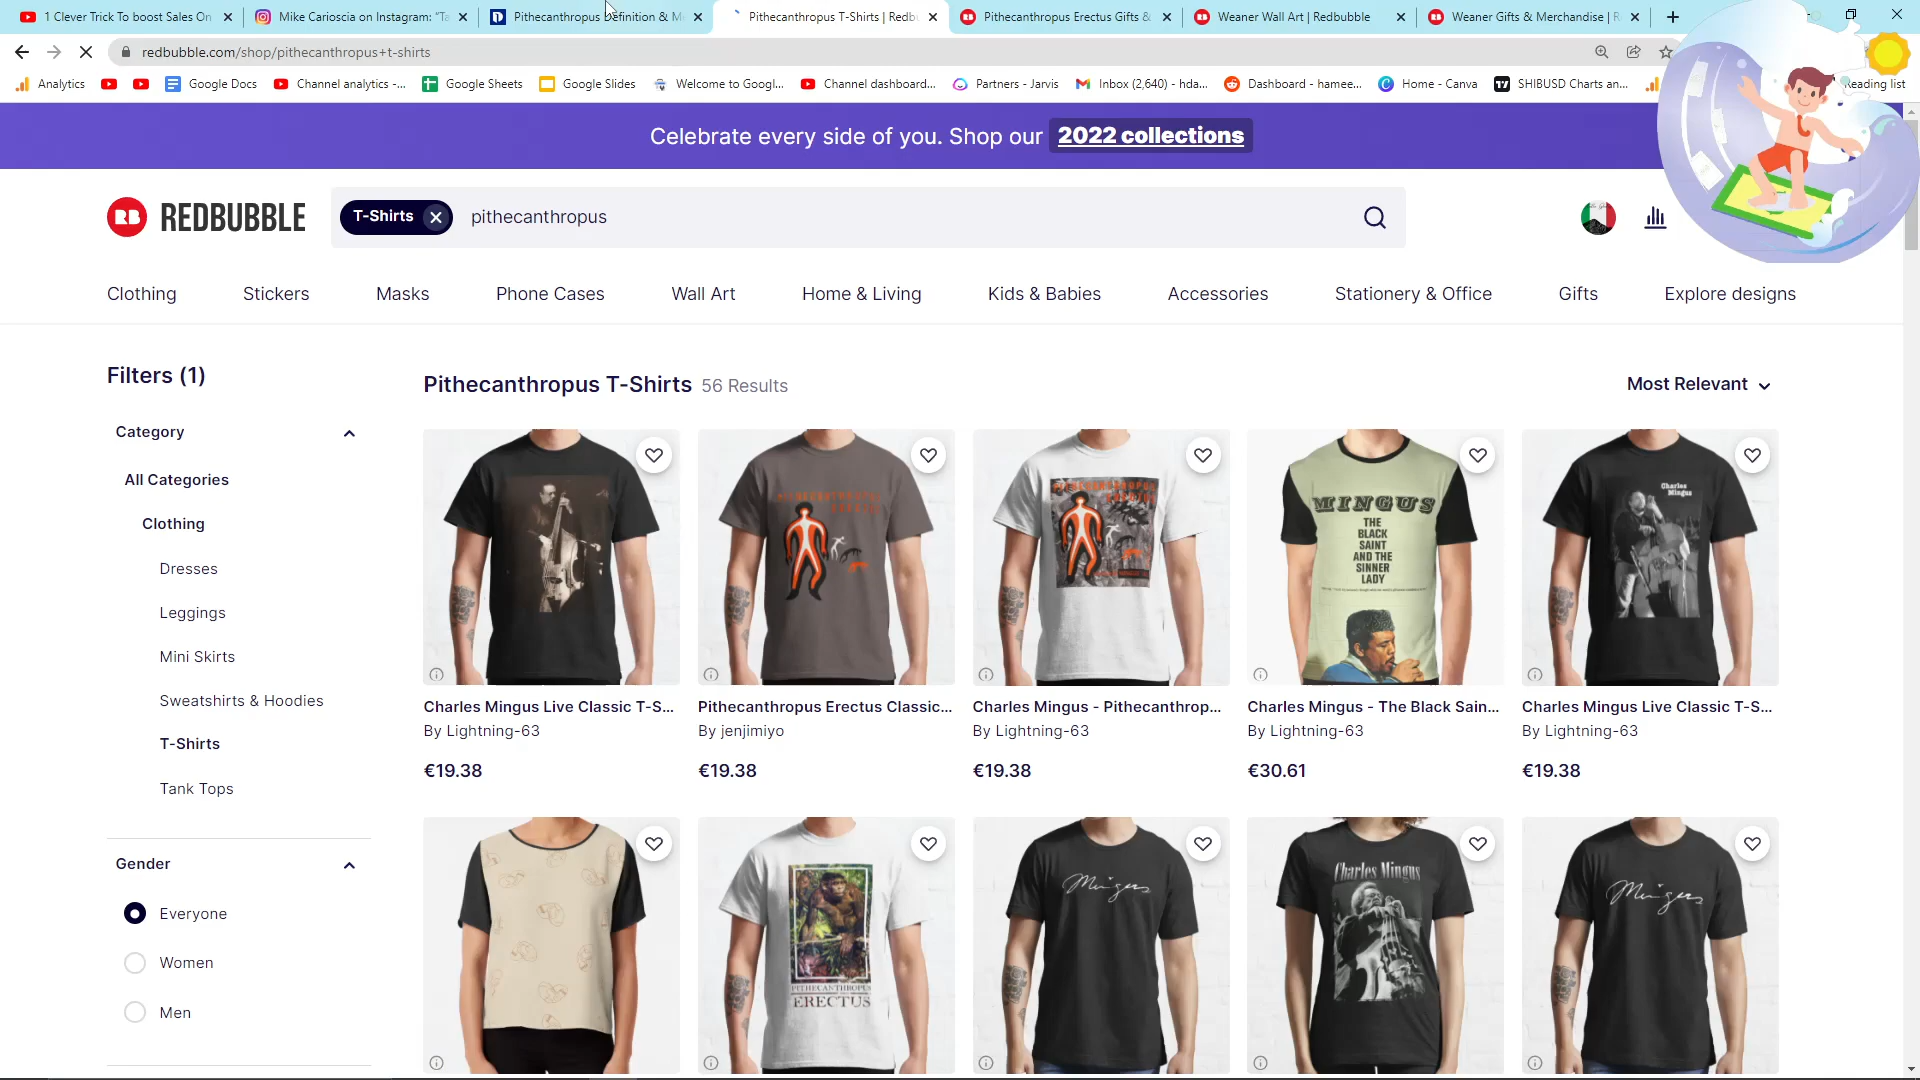 1 Clever Trick To boost Sales On
Mike Carioscia on Instagram: "Ta
Pithecanthropus Definition & M
Pithecanthropus T-Shirts | Redb
Pithecanthropus Erectus Gifts &
Weaner Wall Art | Redbubble
Weaner Gifts & Merchandise | R
redbubble.com/shop/pithecanthropus+t-shirts
Analytics
Google Docs
Channel analytics -...
Google Sheets
Google Slides
Welcome to Googl...
Channel dashboard...
Partners - Jarvis
Inbox (2,640) - hda...
Dashboard - hamee...
Home - Canva
SHIBUSD Charts an...
Reading list
Celebrate every side of you. Shop our 2022 collections
RB REDBUBBLE
T-Shirts
pithecanthropus
Clothing
Stickers
Masks
Phone Cases
Wall Art
Home & Living
Kids & Babies
Accessories
Stationery & Office
Gifts
Explore designs
Filters (1)
Pithecanthropus T-Shirts 56 Results
Most Relevant
Category
All Categories
Clothing
Dresses
Leggings
Mini Skirts
Sweatshirts & Hoodies
T-Shirts
Tank Tops
Gender
Everyone
Women
Men
PITHECANTHROPUS
ERECTUS
PITHECANTHROPUS
ERECTUS
MINGUS
THE
BLACK
SAINT
AND THE
SINNER
LADY
Charles
Mingus
Charles Mingus Live Classic T-S...
By Lightning-63
€19.38
Pithecanthropus Erectus Classic...
By jenjimiyo
€19.38
Charles Mingus - Pithecanthrop...
By Lightning-63
€19.38
Charles Mingus - The Black Sain...
By Lightning-63
€30.61
Charles Mingus Live Classic T-S...
By Lightning-63
€19.38
PITHECANTHROPUS
ERECTUS
Mingus
Charles Mingus
Mingus